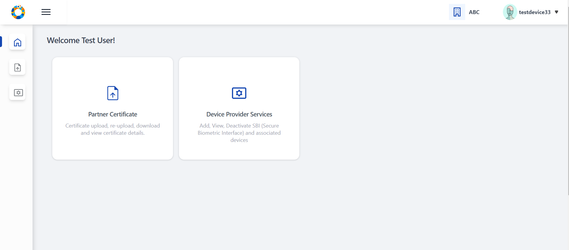 ABC
testdevice33
Welcome Test User!
Partner Certificate
Certificate upload, re-upload, download
and view certificate details.
Device Provider Services
Add, View, Deactivate SBI (Secure
Biometric Interface) and associated
devices